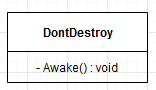 DontDestroy
- Awake() : void